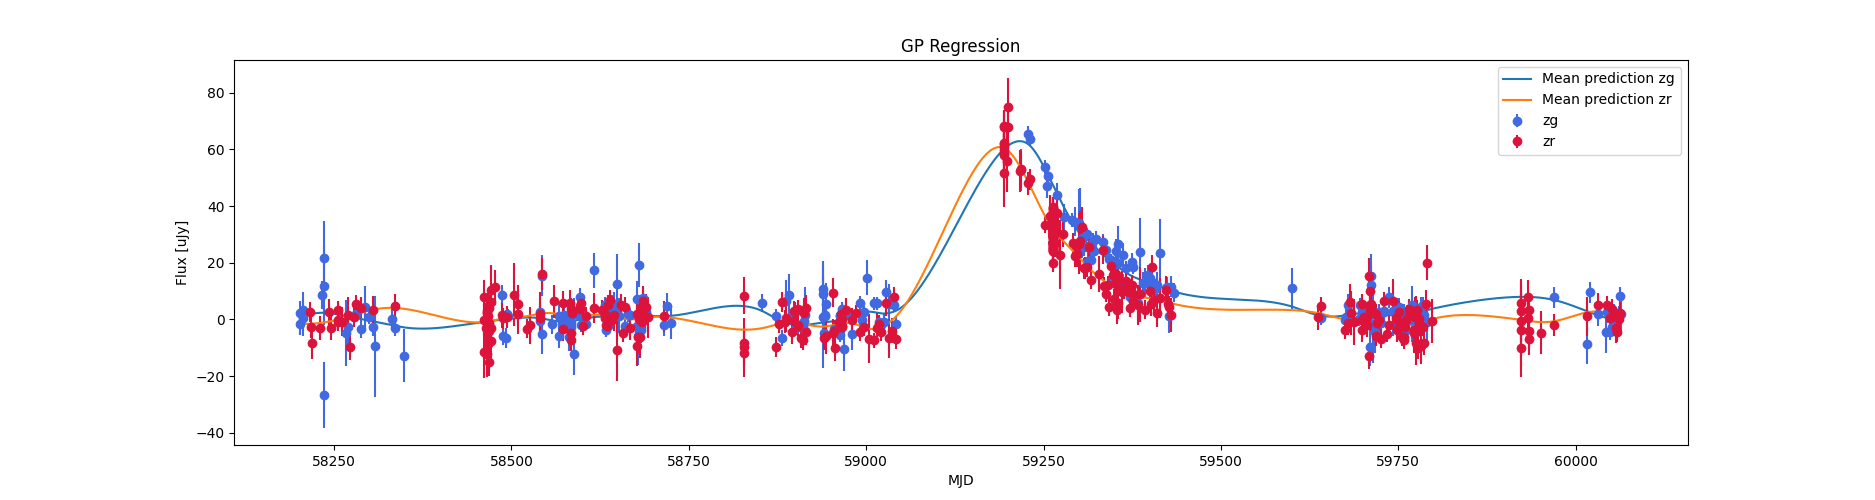 GP Regression
Mean prediction zg
Mean prediction zr
zg
zr
Flux [uJy]
80
60
40
20
0
−20
−40
58250
58500
58750
59000
59250
59500
59750
60000
MJD